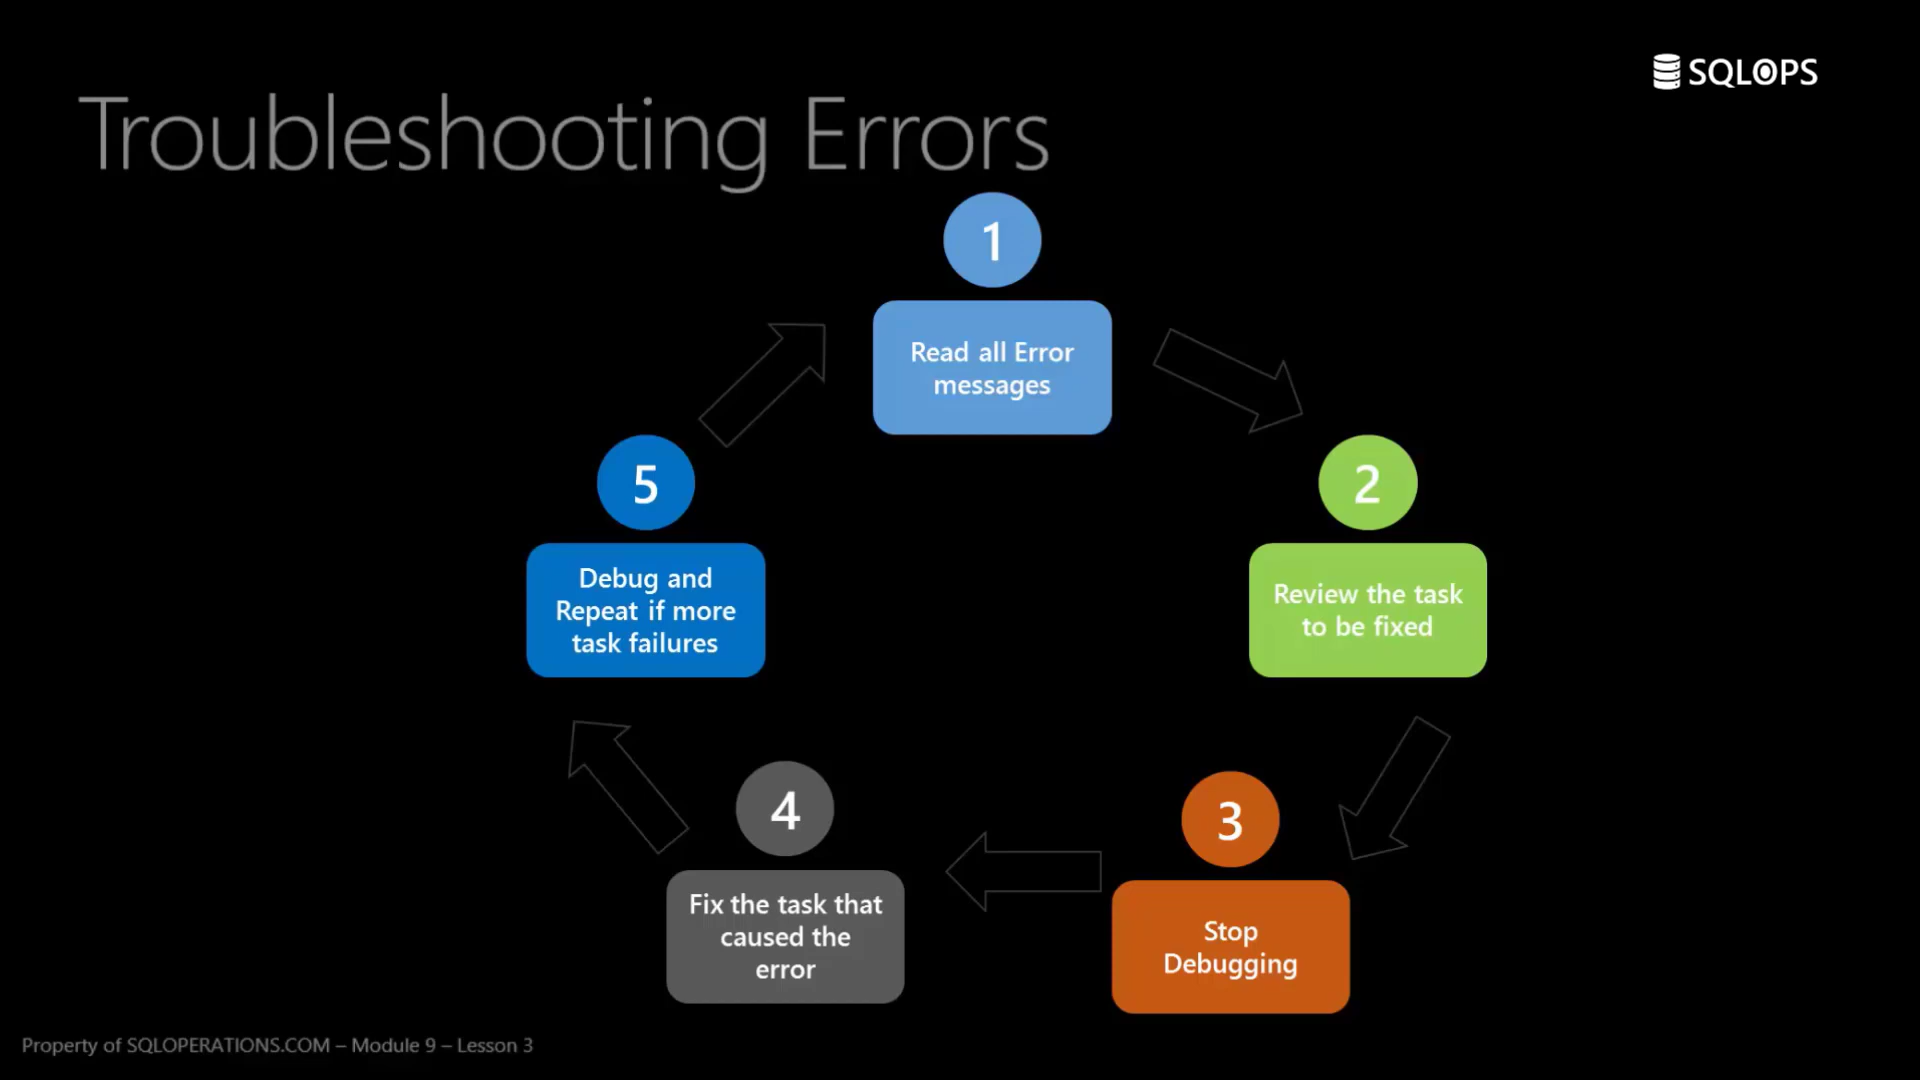 SQLOPS
Troubleshooting Errors
1
Read all Error
messages
2
Review the task
to be fixed
3
Stop
Debugging
4
Fix the task that
caused the
error
5
Debug and
Repeat if more
task failures
Property of SQLOPERATIONS.COM – Module 9 – Lesson 3